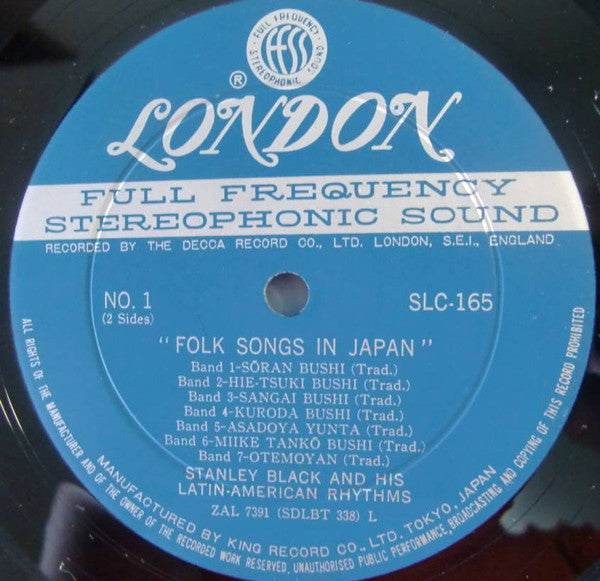 FULL FREQUENCY
ffss
STEREOPHONIC SOUND
®
LONDON
FULL FREQUENCY
STEREOPHONIC SOUND
RECORDED BY THE DECCA RECORD CO., LTD. LONDON, S.E.I., ENGLAND
NO. 1
(2 Sides)
SLC-165
"FOLK SONGS IN JAPAN"
Band 1-SŌRAN BUSHI (Trad.)
Band 2-HIE-TSUKI BUSHI (Trad.)
Band 3-SANGAI BUSHI (Trad.)
Band 4-KURODA BUSHI (Trad.)
Band 5-ASADOYA YUNTA (Trad.)
Band 6-MIIKE TANKŌ BUSHI (Trad.)
Band 7-OTEMOYAN (Trad.)
STANLEY BLACK AND HIS
LATIN-AMERICAN RHYTHMS
ZAL 7391 (SDLBT 338) L
MANUFACTURED BY KING RECORD CO., LTD. TOKYO, JAPAN
ALL RIGHTS OF THE MANUFACTURER AND OF THE OWNER OF THE RECORDED WORK RESERVED, UNAUTHORISED PUBLIC PERFORMANCE, BROADCASTING AND COPYING OF THIS RECORD PROHIBITED